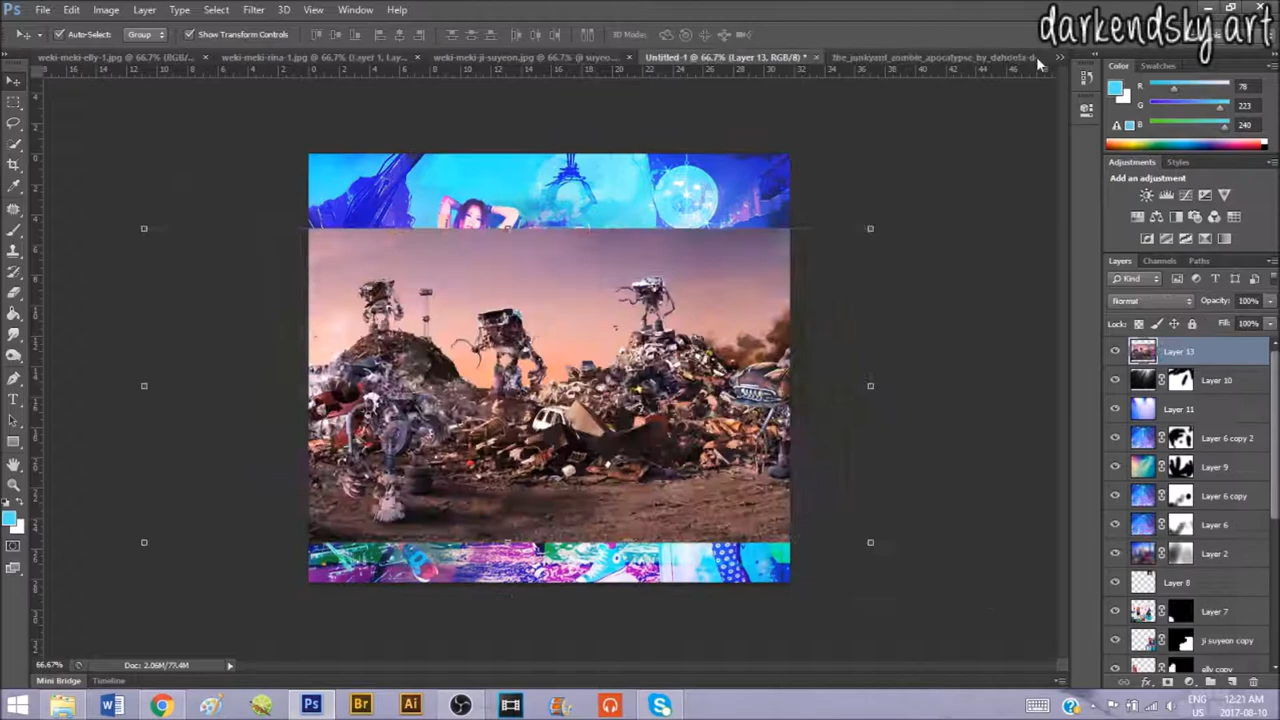 Ps File Edit Image Layer Type Select Filter 3D View Window Help
darkendsky art
Auto-Select: Group Show Transform Controls 3D Mode:
weki-meki-elly-1.jpg @ 66.7% (RGB/... × weki-meki-rina-1.jpg @ 66.7% (Layer 1, Lay... × weki-meki-ji-suyeon.jpg @ 66.7% (ji suyeo... × Untitled-1 @ 66.7% (Layer 13, RGB/8) * × the_junkyard_zombie_apocalypse_by
Color Swatches
R 78
G 223
B 240
Adjustments Styles
Add an adjustment
Layers Channels Paths
Kind
Normal Opacity: 100%
Lock: Fill: 100%
Layer 13
Layer 10
Layer 11
Layer 6 copy 2
Layer 9
Layer 6 copy
Layer 6
Layer 2
Layer 8
Layer 7
ji suyeon copy
elly copy
66.67% Doc: 2.06M/77.4M
Mini Bridge Timeline
Ps Br Ai
ENG 12:21 AM
US 2017-08-10